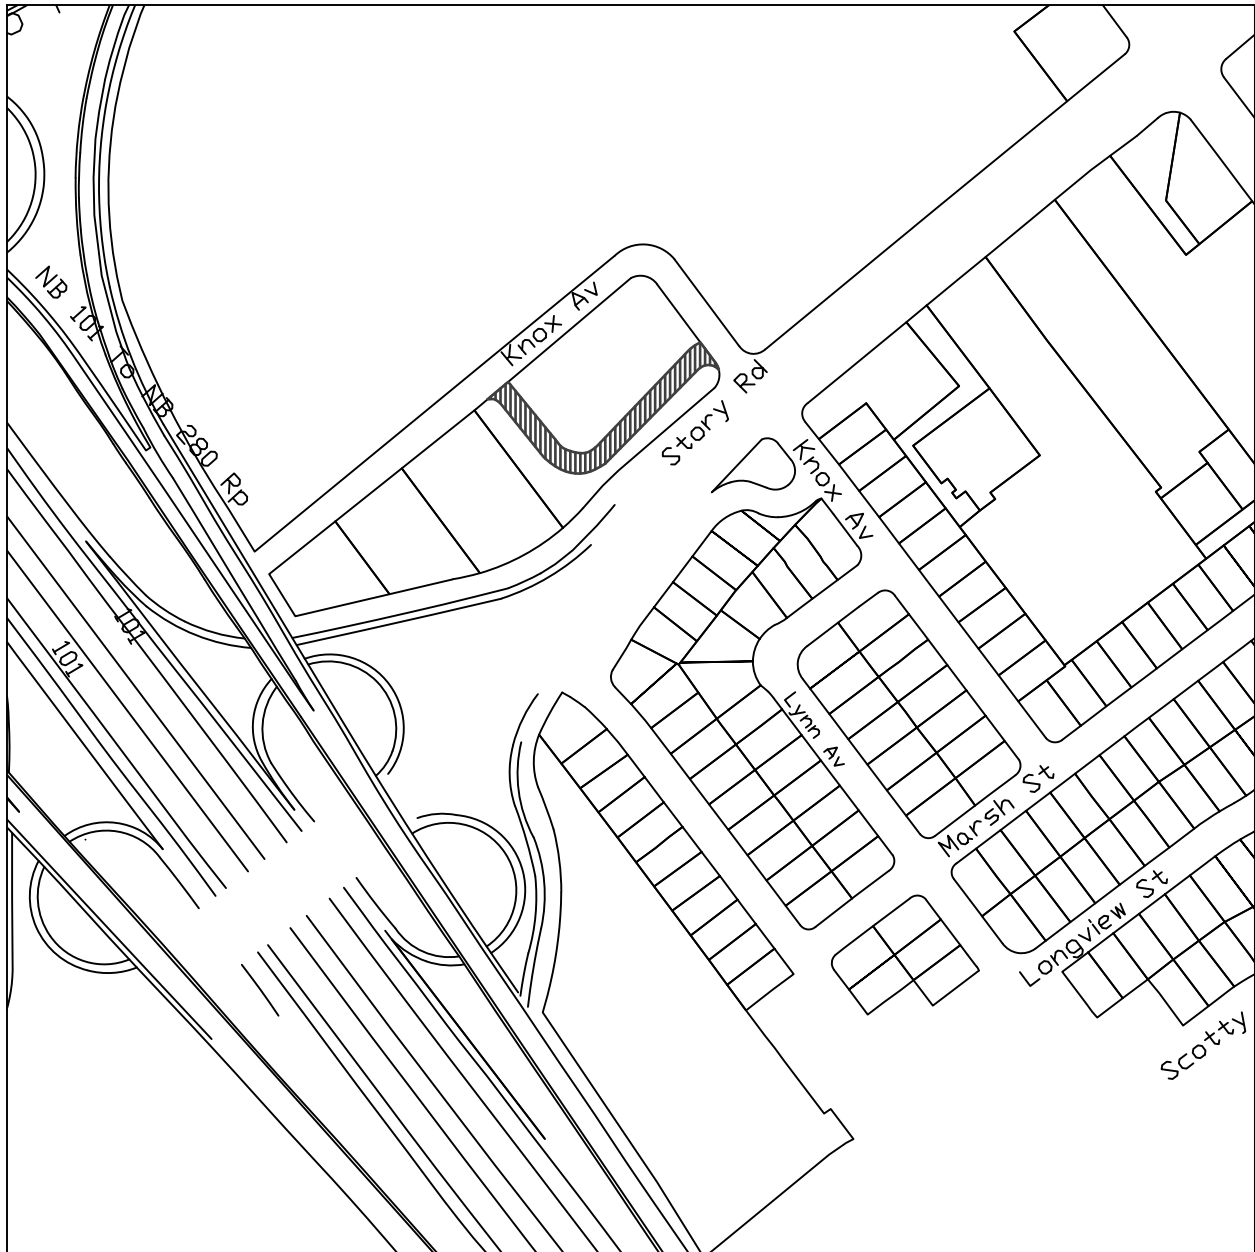 NB 101 To NB 280 Rp
Knox Av
Story Rd
Knox Av
101
101
Lynn Av
Marsh St
Longview St
Scotty